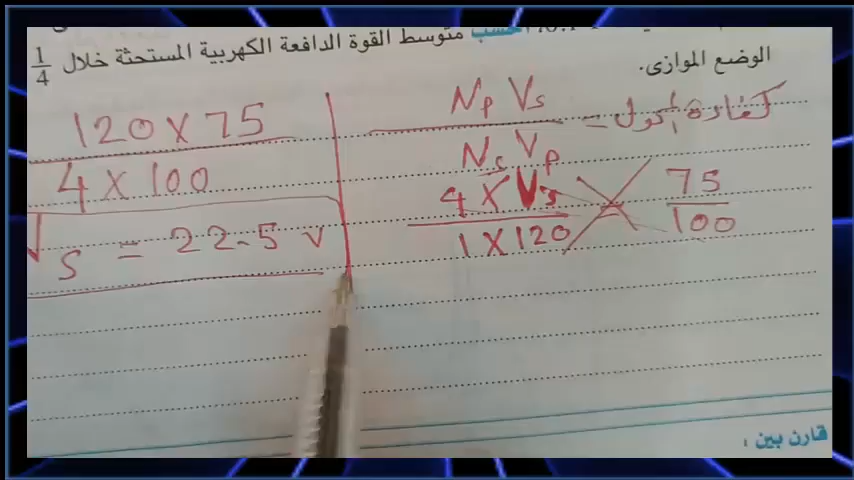 احسب متوسط القوة الدافعة الكهربية المستحثة خلال 1/4
الوضع الموازى.
كفاءة المحول = Np Vs / Ns Vp
4 X Vs / 1 X 120 75 / 100
120 X 75 / 4 X 100
Vs = 22.5 V
قارن بين :